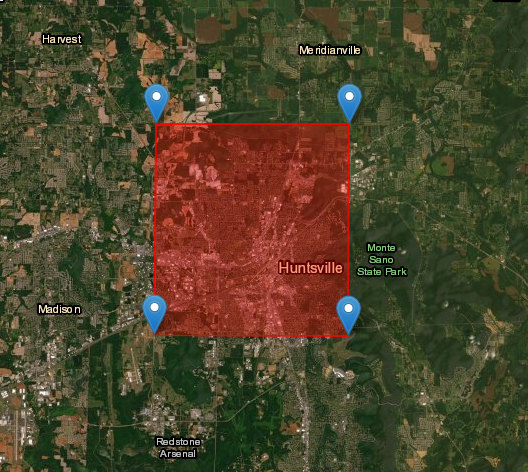 Harvest
Meridianville
Huntsville
Monte
Sano
State Park
Madison
Redstone
Arsenal